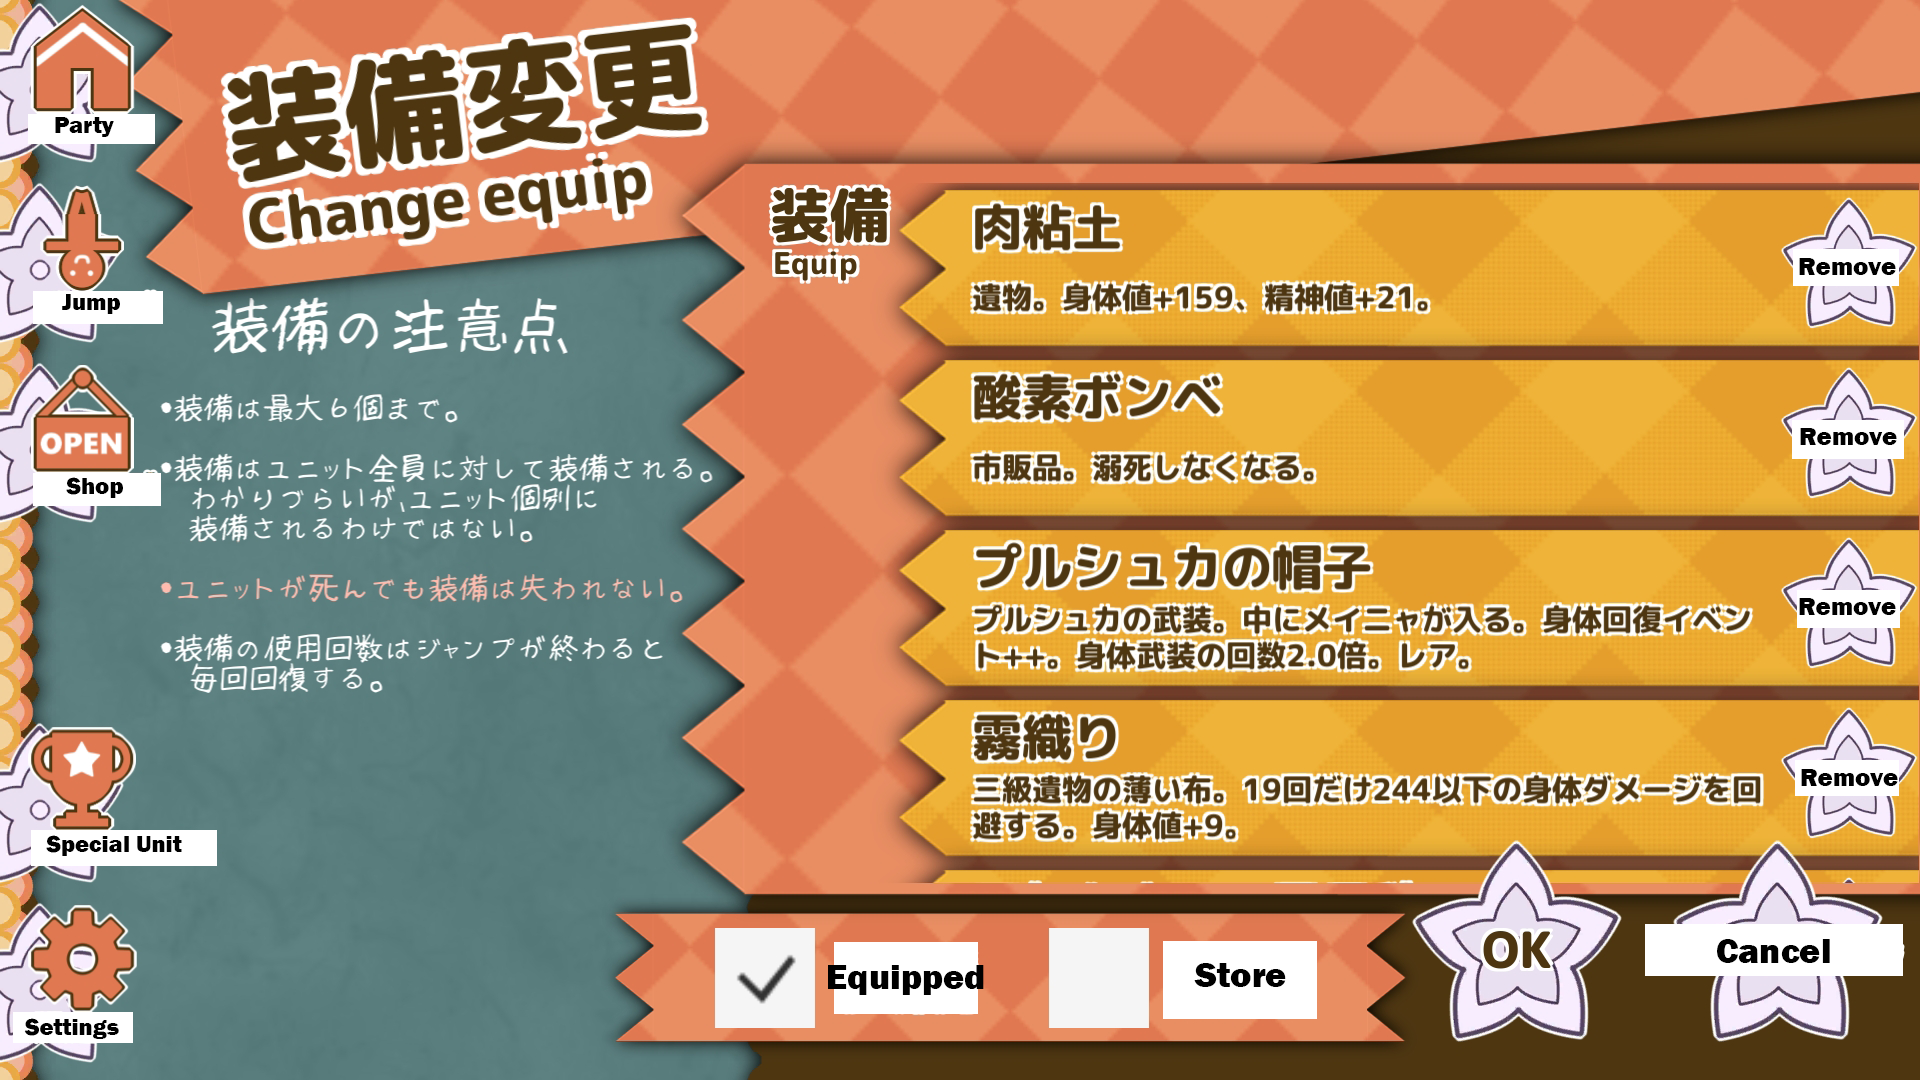 Party
Jump
OPEN
Shop
Special Unit
Settings
装備変更
Change equip
装備の注意点
•装備は最大6個まで。
•装備はユニット全員に対して装備される。
わかりづらいが、ユニット個別に
装備されるわけではない。
•ユニットが死んでも装備は失われない。
•装備の使用回数はジャンプが終わると
毎回回復する。
装備
Equip
肉粘土
遺物。身体値+159、精神値+21。
Remove
酸素ボンベ
市販品。溺死しなくなる。
Remove
プルシュカの帽子
プルシュカの武装。中にメイニャが入る。身体回復イベン
ト++。身体武装の回数2.0倍。レア。
Remove
霧織り
三級遺物の薄い布。19回だけ244以下の身体ダメージを回
避する。身体値+9。
Remove
Equipped
Store
OK
Cancel